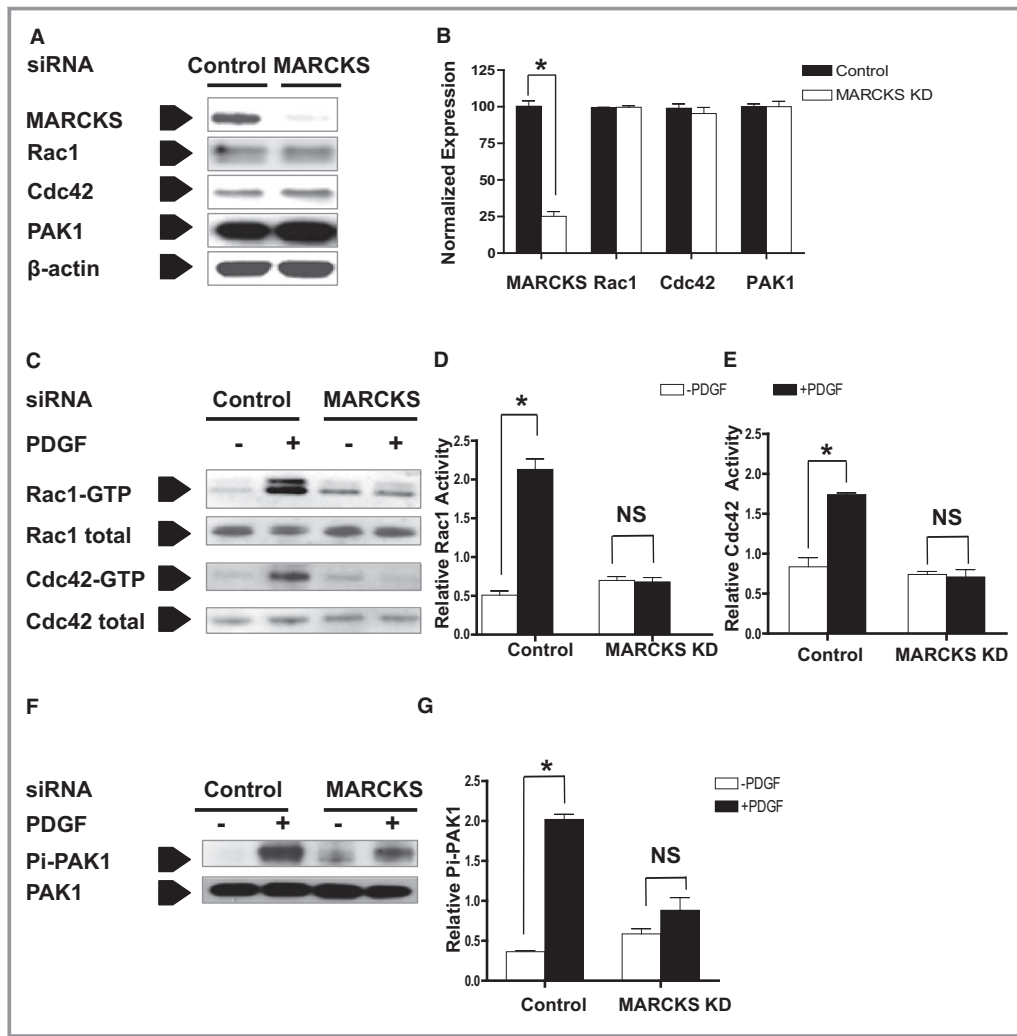 A
siRNA
Control MARCKS
MARCKS
Rac1
Cdc42
PAK1
β-actin
B
Normalized Expression
125
100
75
50
25
0
*
MARCKS Rac1 Cdc42 PAK1
Control
MARCKS KD
C
siRNA
Control MARCKS
PDGF - + - +
Rac1-GTP
Rac1 total
Cdc42-GTP
Cdc42 total
D
-PDGF +PDGF
Relative Rac1 Activity
2.5
2.0
1.5
1.0
0.5
0.0
*
NS
Control MARCKS KD
E
Relative Cdc42 Activity
2.5
2.0
1.5
1.0
0.5
0.0
*
NS
Control MARCKS KD
F
siRNA
Control MARCKS
PDGF - + - +
Pi-PAK1
PAK1
G
Relative Pi-PAK1
2.5
2.0
1.5
1.0
0.5
0.0
*
NS
Control MARCKS KD
-PDGF
+PDGF